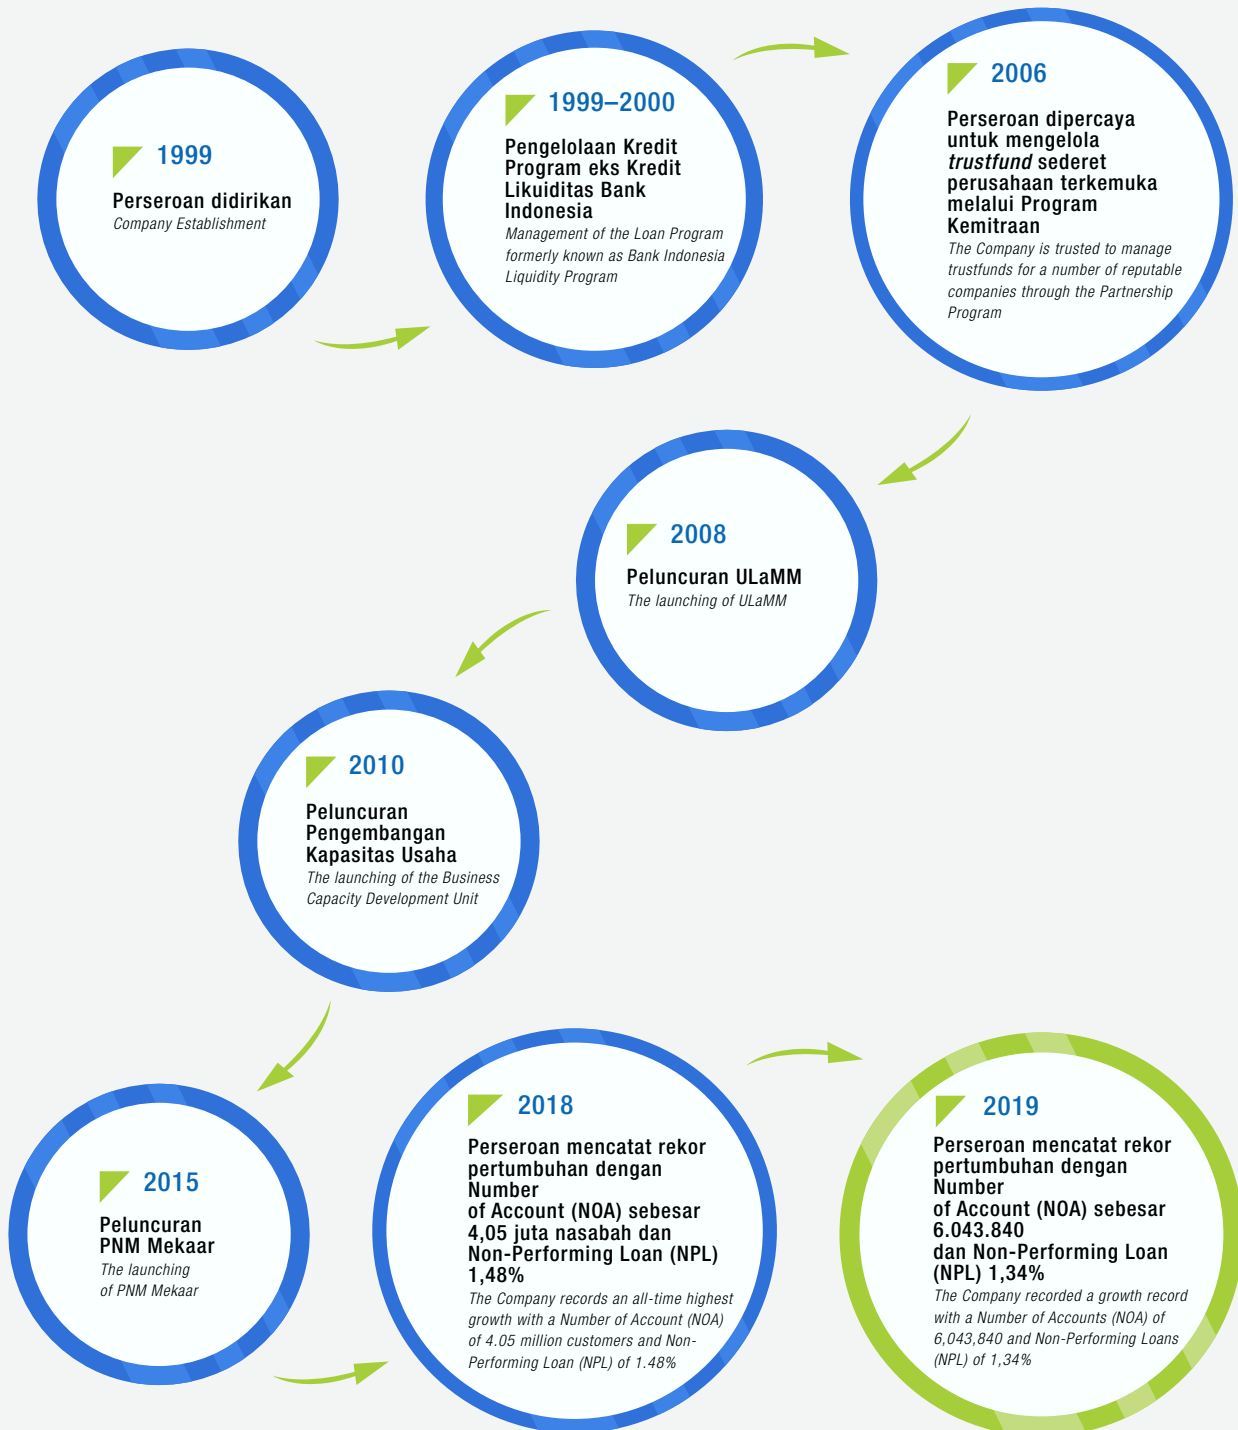 1999
Perseroan didirikan
Company Establishment
1999–2000
Pengelolaan Kredit
Program eks Kredit
Likuiditas Bank
Indonesia
Management of the Loan Program
formerly known as Bank Indonesia
Liquidity Program
2006
Perseroan dipercaya
untuk mengelola
trustfund sederet
perusahaan terkemuka
melalui Program
Kemitraan
The Company is trusted to manage
trustfunds for a number of reputable
companies through the Partnership
Program
2008
Peluncuran ULaMM
The launching of ULaMM
2010
Peluncuran
Pengembangan
Kapasitas Usaha
The launching of the Business
Capacity Development Unit
2015
Peluncuran
PNM Mekaar
The launching
of PNM Mekaar
2018
Perseroan mencatat rekor
pertumbuhan dengan
Number
of Account (NOA) sebesar
4,05 juta nasabah dan
Non-Performing Loan (NPL)
1,48%
The Company records an all-time highest
growth with a Number of Account (NOA)
of 4.05 million customers and Non-
Performing Loan (NPL) of 1.48%
2019
Perseroan mencatat rekor
pertumbuhan dengan
Number
of Account (NOA) sebesar
6.043.840
dan Non-Performing Loan
(NPL) 1,34%
The Company recorded a growth record
with a Number of Accounts (NOA) of
6,043,840 and Non-Performing Loans
(NPL) of 1,34%